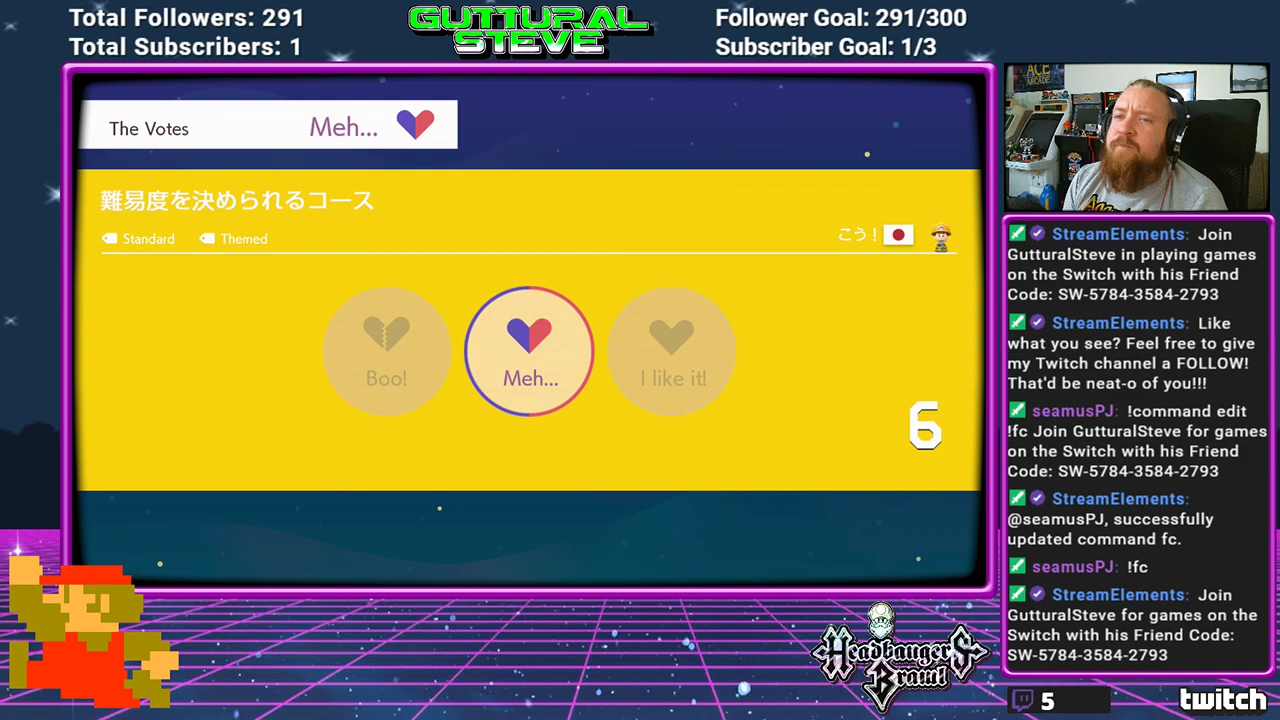 Total Followers: 291
Total Subscribers: 1
GUTTURAL
STEVE
Follower Goal: 291/300
Subscriber Goal: 1/3
The Votes
Meh...
難易度を決められるコース
Standard
Themed
こう！
Boo!
Meh...
I like it!
6
ACE
ARCADE
StreamElements: Join
GutturalSteve in playing games
on the Switch with his Friend
Code: SW-5784-3584-2793
StreamElements: Like
what you see? Feel free to give
my Twitch channel a FOLLOW!
That'd be neat-o of you!!!
seamusPJ: !command edit
!fc Join GutturalSteve for games
on the Switch with his Friend
Code: SW-5784-3584-2793
StreamElements:
@seamusPJ, successfully
updated command fc.
seamusPJ: !fc
StreamElements: Join
GutturalSteve for games on the
Switch with his Friend Code:
SW-5784-3584-2793
Headbangers
Brawl
5
twitch